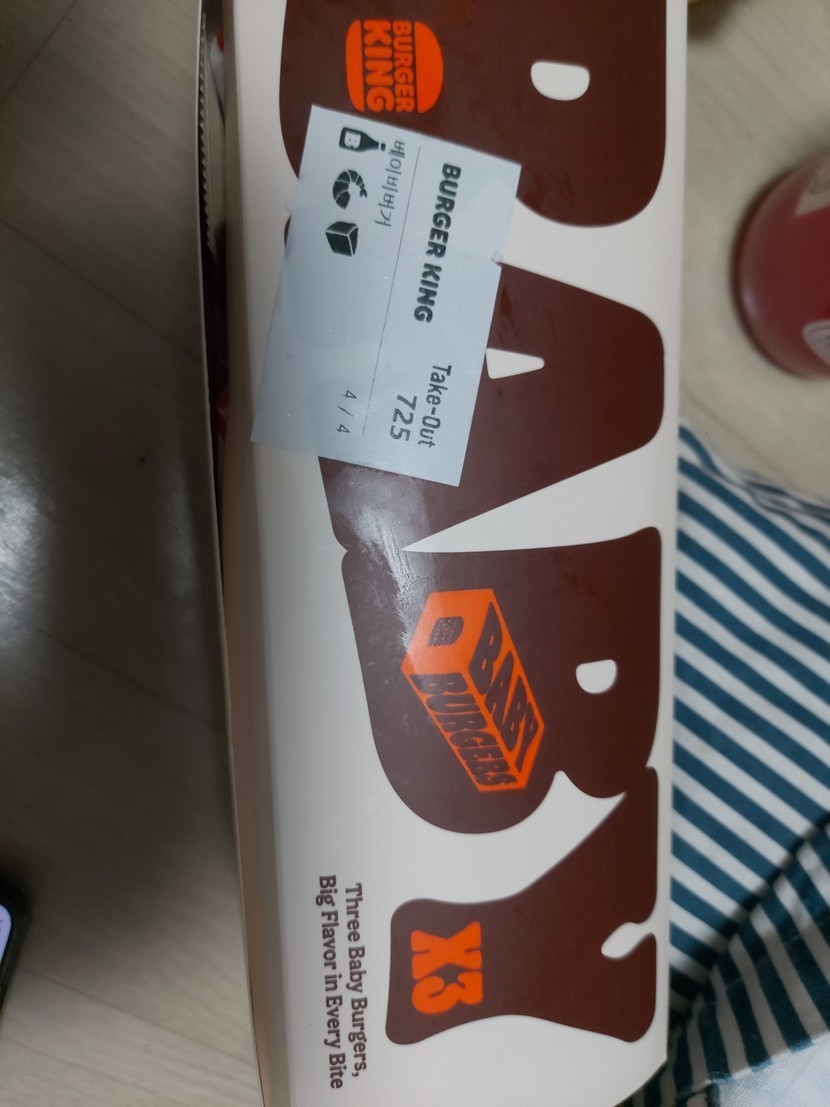 BURGER
KING
BURGER KING
Take-Out
725
베이비버거
4 / 4
B
BABY
BABY
BURGERS
X3
Three Baby Burgers,
Big Flavor in Every Bite